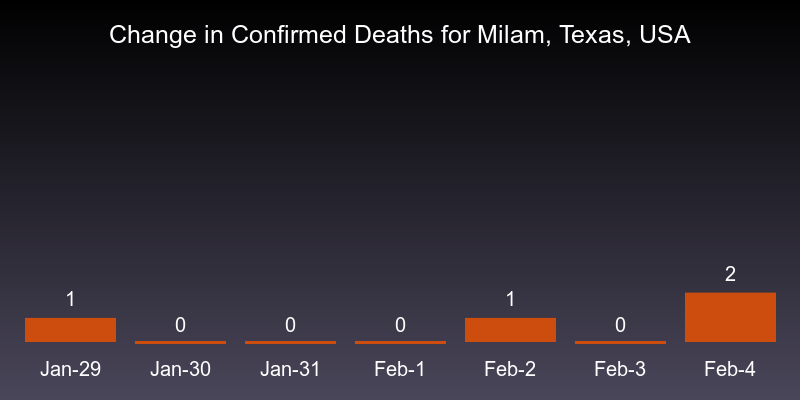 Change in Confirmed Deaths for Milam, Texas, USA
2
1 1
0 0 0 0
Jan-29 Jan-30 Jan-31 Feb-1 Feb-2 Feb-3 Feb-4